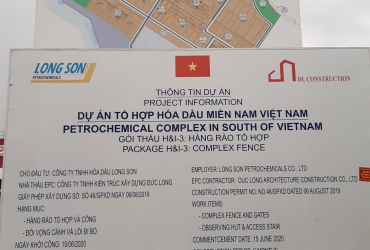 LONG SON
PETROCHEMICALS
DUCONSTRUCTION
THÔNG TIN DỰ ÁN
PROJECT INFORMATION
DỰ ÁN TỔ HỢP HÓA DẦU MIỀN NAM VIỆT NAM
PETROCHEMICAL COMPLEX IN SOUTH OF VIETNAM
GÓI THẦU H&I-3: HÀNG RÀO TỔ HỢP
PACKAGE H&I-3: COMPLEX FENCE
CHỦ ĐẦU TƯ: CÔNG TY TNHH HÓA DẦU LONG SƠN
NHÀ THẦU EPC: CÔNG TY TNHH KIẾN TRÚC XÂY DỰNG ĐỨC LONG
GIẤY PHÉP XÂY DỰNG SỐ: SỐ 46/GPXD NGÀY 06/08/2019
HẠNG MỤC:
- HÀNG RÀO TỔ HỢP VÀ CỔNG
- ĐỒI VỌNG CẢNH VÀ LỐI ĐI BỘ
NGÀY KHỞI CÔNG: 15/06/2020
EMPLOYER: LONG SON PETROCHEMICALS CO., LTD
EPC CONTRACTOR: DUC LONG ARCHITECTURE CONSTRUCTION CO., LTD
CONSTRUCTION PERMIT NO: NO 46/GPXD DATED 06 AUGUST 2019
WORK ITEMS:
- COMPLEX FENCE AND GATES
- OBSERVING HUT & ACCESS STAIR
COMMENCEMENT DATE: 15 JUNE 2020